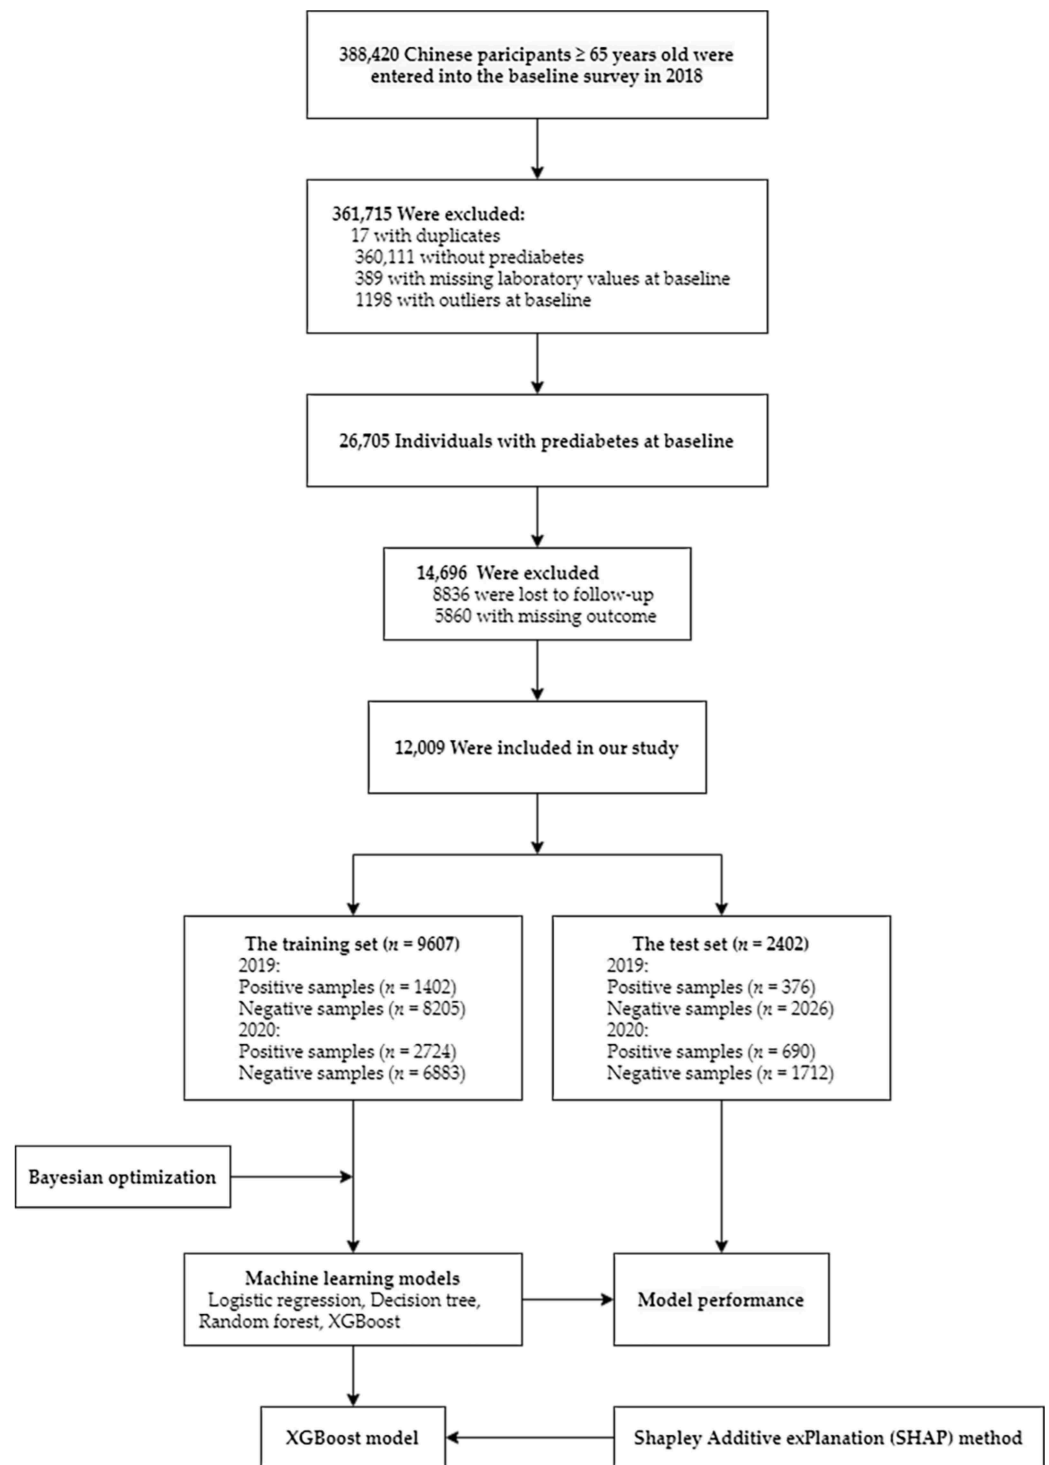 388,420 Chinese paricipants ≥ 65 years old were
entered into the baseline survey in 2018
361,715 Were excluded:
17 with duplicates
360,111 without prediabetes
389 with missing laboratory values at baseline
1198 with outliers at baseline
26,705 Individuals with prediabetes at baseline
14,696 Were excluded
8836 were lost to follow-up
5860 with missing outcome
12,009 Were included in our study
The training set (n = 9607)
2019:
Positive samples (n = 1402)
Negative samples (n = 8205)
2020:
Positive samples (n = 2724)
Negative samples (n = 6883)
The test set (n = 2402)
2019:
Positive samples (n = 376)
Negative samples (n = 2026)
2020:
Positive samples (n = 690)
Negative samples (n = 1712)
Bayesian optimization
Machine learning models
Logistic regression, Decision tree,
Random forest, XGBoost
Model performance
XGBoost model
Shapley Additive exPlanation (SHAP) method